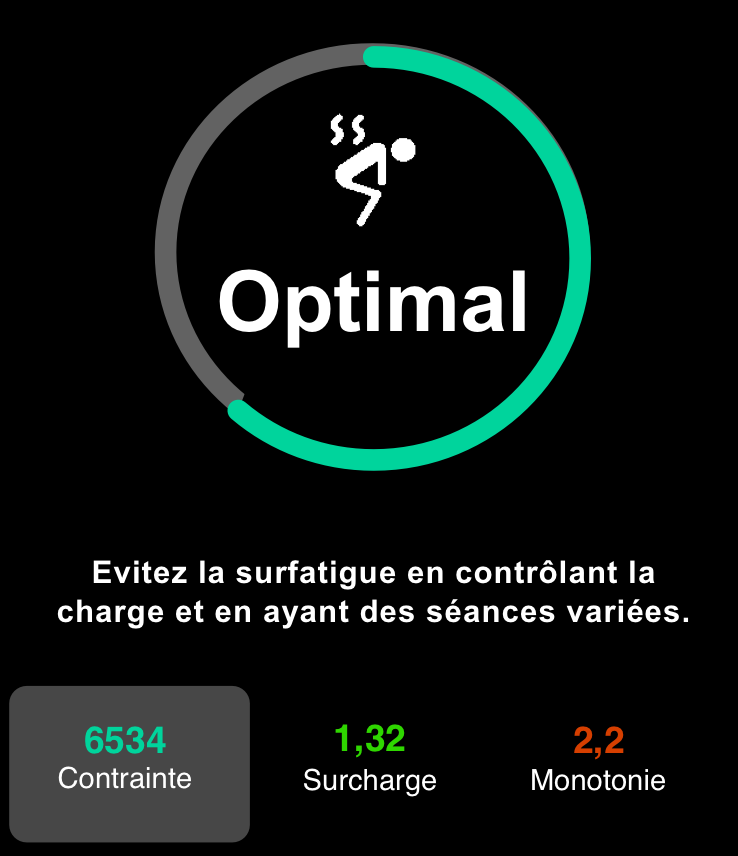 Optimal
Evitez la surfatigue en contrôlant la
charge et en ayant des séances variées.
6534
Contrainte
1,32
Surcharge
2,2
Monotonie